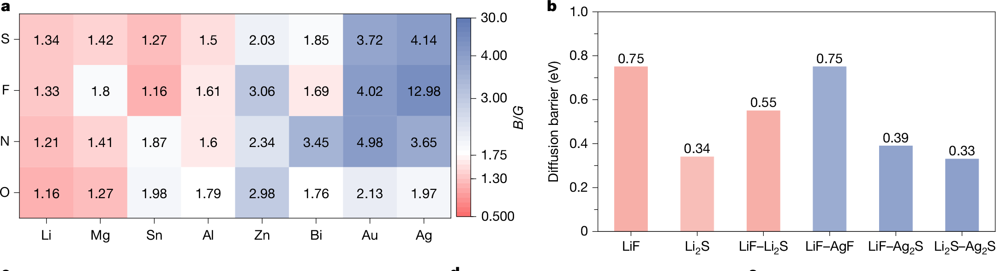 a
S 1.34 1.42 1.27 1.5 2.03 1.85 3.72 4.14
F 1.33 1.8 1.16 1.61 3.06 1.69 4.02 12.98
N 1.21 1.41 1.87 1.6 2.34 3.45 4.98 3.65
O 1.16 1.27 1.98 1.79 2.98 1.76 2.13 1.97
Li Mg Sn Al Zn Bi Au Ag
30.0
4.00
3.00
1.75
1.30
0.500
B/G
b
Diffusion barrier (eV)
1.0
0.8
0.6
0.4
0.2
0
0.75 0.34 0.55 0.75 0.39 0.33
LiF Li₂S LiF–Li₂S LiF–AgF LiF–Ag₂S Li₂S–Ag₂S
d